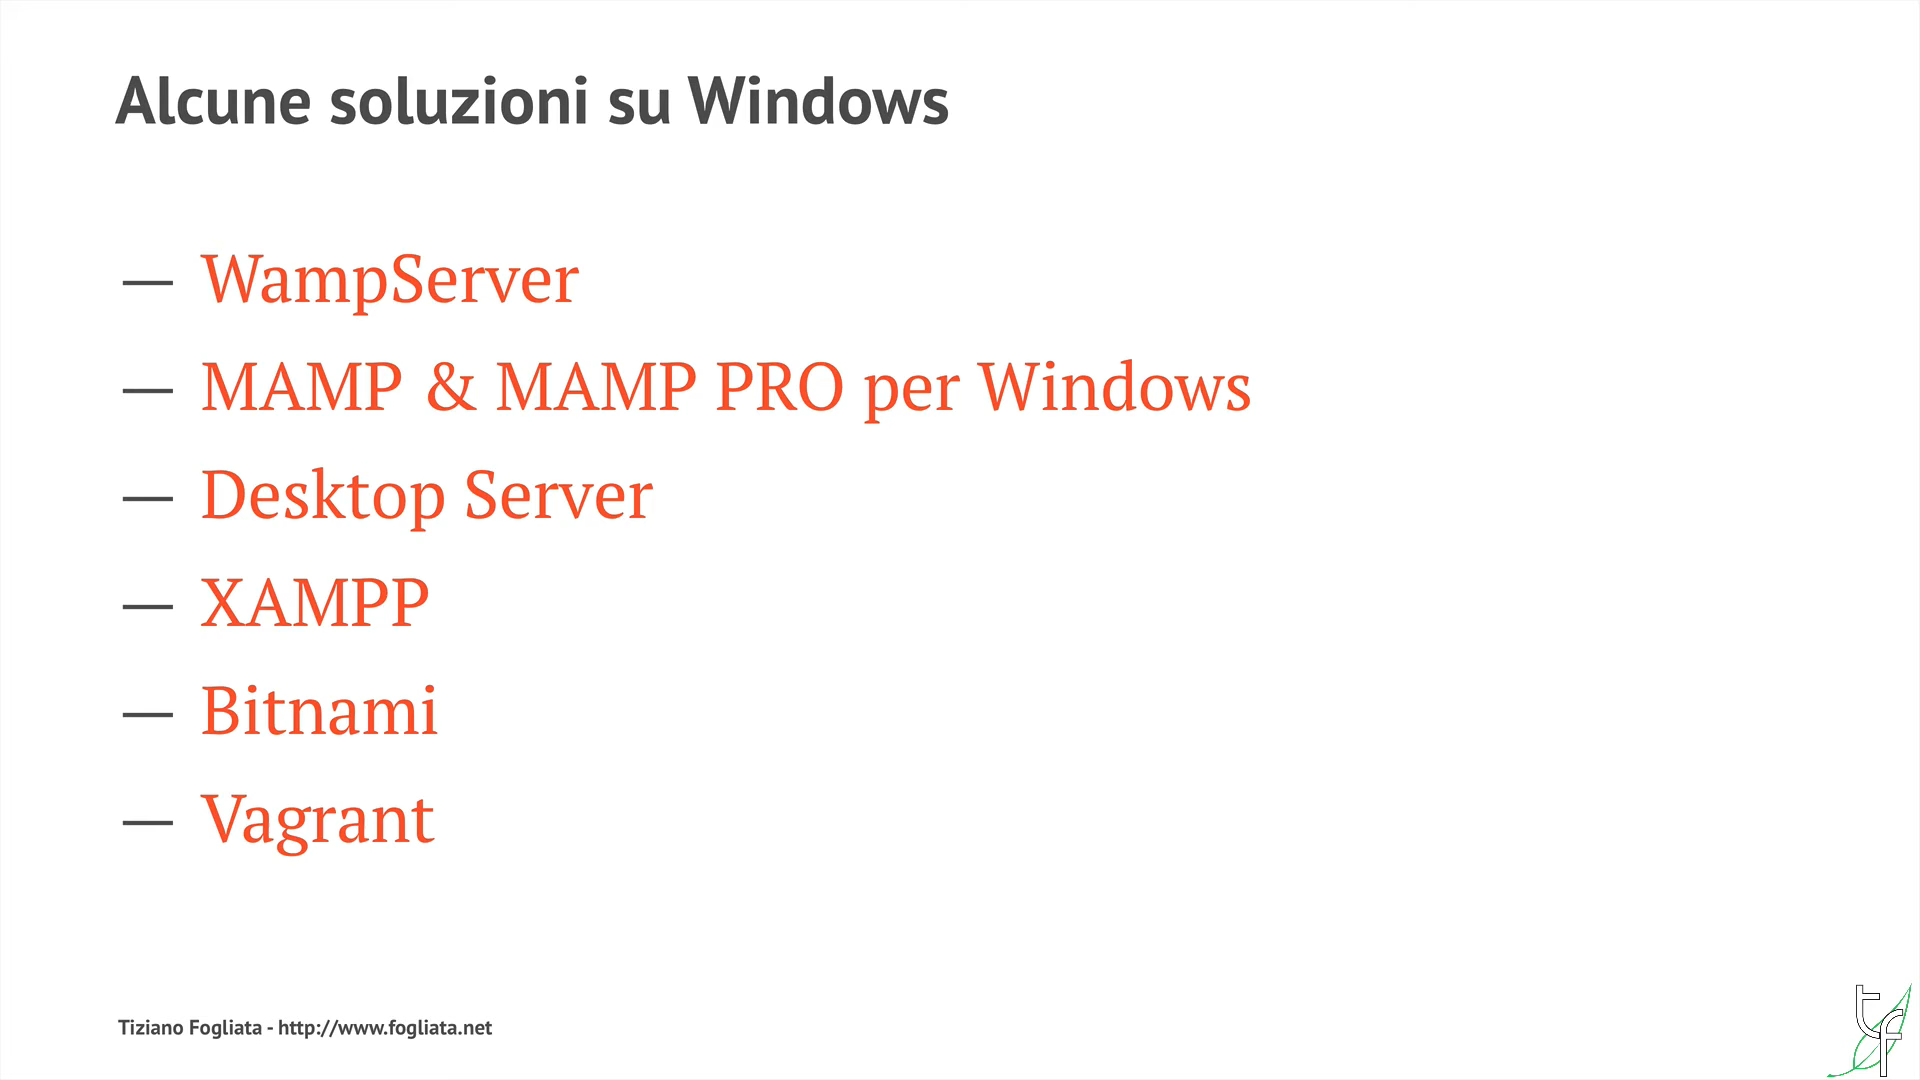 Alcune soluzioni su Windows
— WampServer
— MAMP & MAMP PRO per Windows
— Desktop Server
— XAMPP
— Bitnami
— Vagrant
Tiziano Fogliata - http://www.fogliata.net
tf